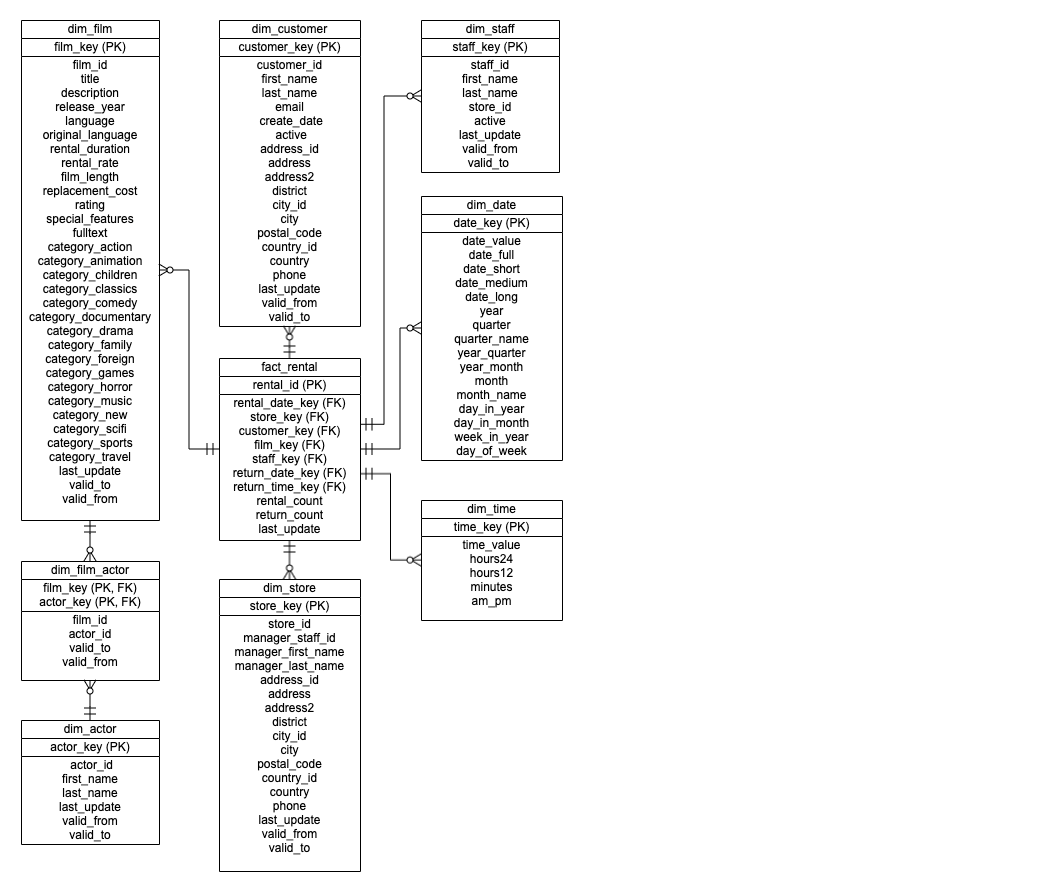 dim_film
film_key (PK)
film_id
title
description
release_year
language
original_language
rental_duration
rental_rate
film_length
replacement_cost
rating
special_features
fulltext
category_action
category_animation
category_children
category_classics
category_comedy
category_documentary
category_drama
category_family
category_foreign
category_games
category_horror
category_music
category_new
category_scifi
category_sports
category_travel
last_update
valid_to
valid_from
dim_film_actor
film_key (PK, FK)
actor_key (PK, FK)
film_id
actor_id
valid_to
valid_from
dim_actor
actor_key (PK)
actor_id
first_name
last_name
last_update
valid_from
valid_to
dim_customer
customer_key (PK)
customer_id
first_name
last_name
email
create_date
active
address_id
address
address2
district
city_id
city
postal_code
country_id
country
phone
last_update
valid_from
valid_to
fact_rental
rental_id (PK)
rental_date_key (FK)
store_key (FK)
customer_key (FK)
film_key (FK)
staff_key (FK)
return_date_key (FK)
return_time_key (FK)
rental_count
return_count
last_update
dim_store
store_key (PK)
store_id
manager_staff_id
manager_first_name
manager_last_name
address_id
address
address2
district
city_id
city
postal_code
country_id
country
phone
last_update
valid_from
valid_to
dim_staff
staff_key (PK)
staff_id
first_name
last_name
store_id
active
last_update
valid_from
valid_to
dim_date
date_key (PK)
date_value
date_full
date_short
date_medium
date_long
year
quarter
quarter_name
year_quarter
year_month
month
month_name
day_in_year
day_in_month
week_in_year
day_of_week
dim_time
time_key (PK)
time_value
hours24
hours12
minutes
am_pm